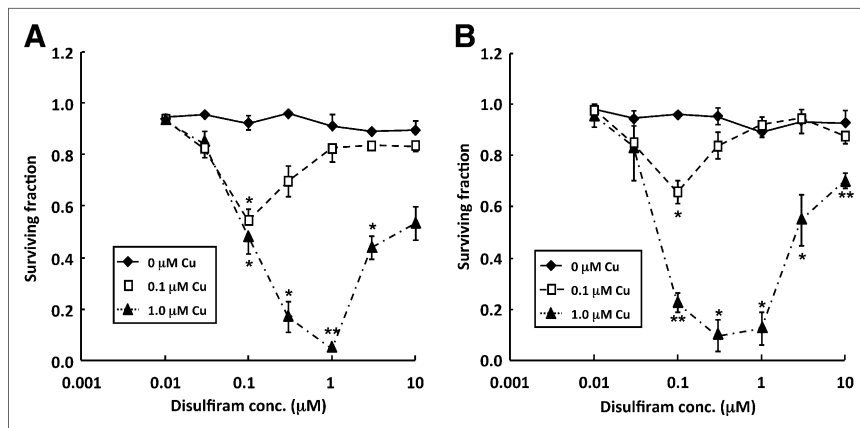 A
1.2
1.0
0.8
0.6
0.4
0.2
0.0
Surviving fraction
0 µM Cu
0.1 µM Cu
1.0 µM Cu
*
*
*
**
*
0.001
0.01
0.1
1
10
Disulfiram conc. (µM)
B
1.2
1.0
0.8
0.6
0.4
0.2
0.0
Surviving fraction
0 µM Cu
0.1 µM Cu
1.0 µM Cu
*
**
*
*
*
**
0.001
0.01
0.1
1
10
Disulfiram conc. (µM)